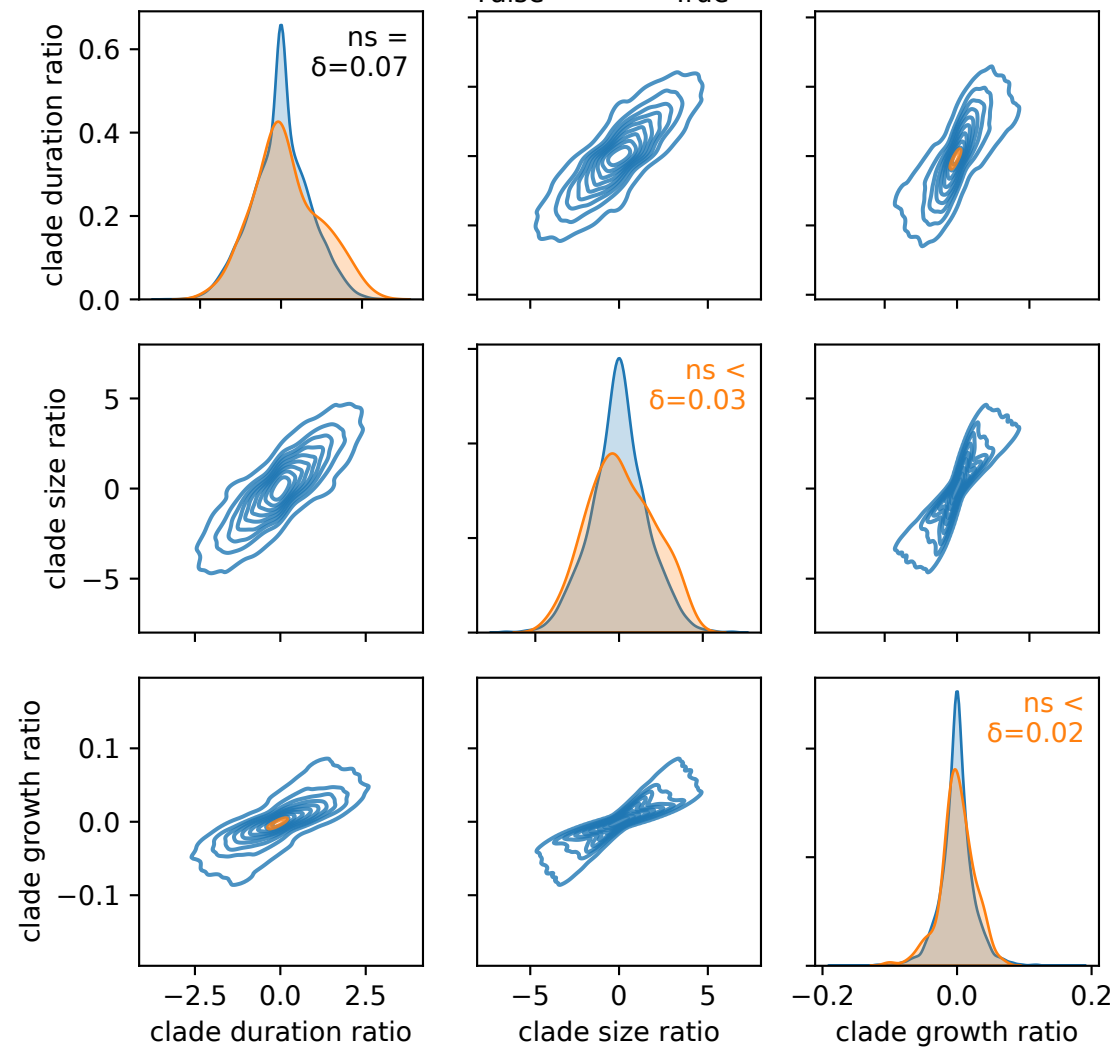 0.6
0.4
0.2
0.0
clade duration ratio
ns =
δ=0.07
5
0
−5
clade size ratio
ns <
δ=0.03
0.1
0.0
−0.1
clade growth ratio
ns <
δ=0.02
−2.5 0.0 2.5
−5 0 5
−0.2 0.0 0.2
clade duration ratio
clade size ratio
clade growth ratio